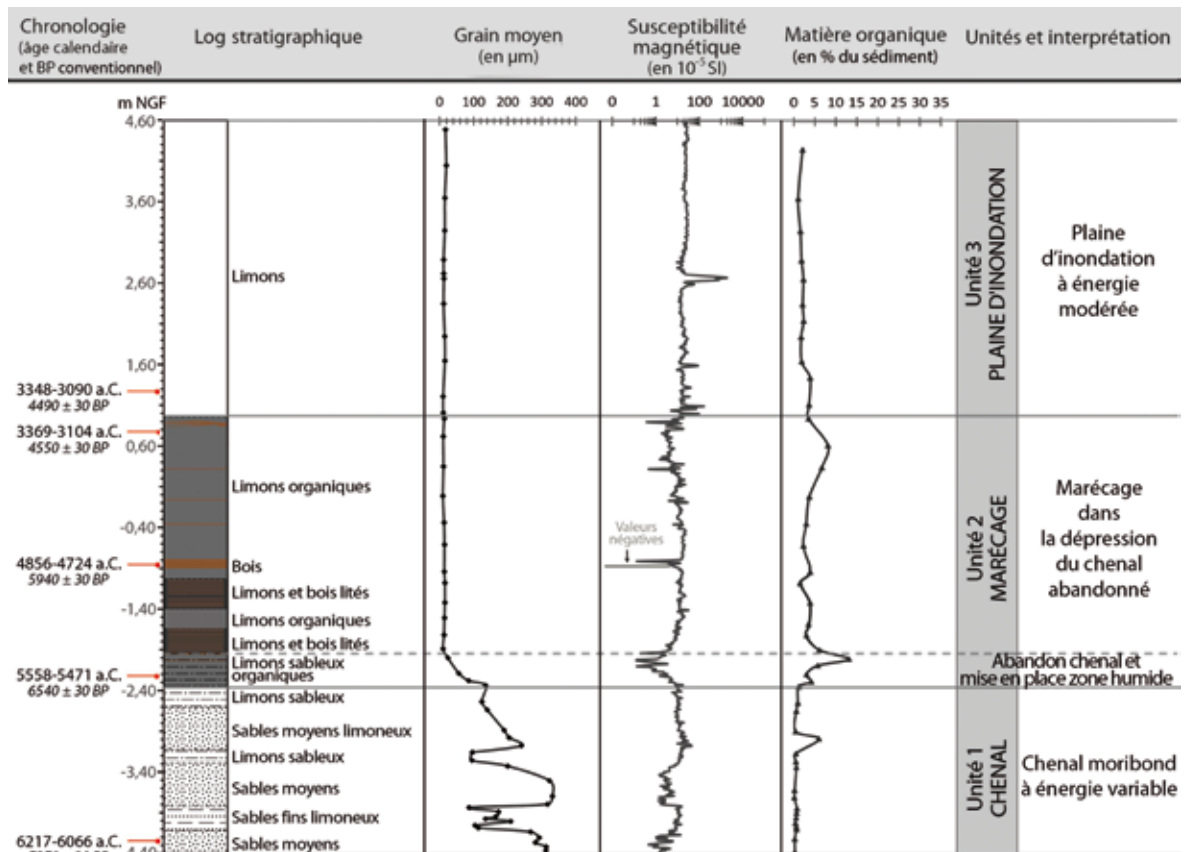 Chronologie
(âge calendaire
et BP conventionnel)
Log stratigraphique
Grain moyen
(en µm)
Susceptibilité
magnétique
(en 10⁻⁵ SI)
Matière organique
(en % du sédiment)
Unités et interprétation
m NGF
0 100 200 300 400
0 1 100 10000
0 5 10 15 20 25 30 35
4,60
3,60
2,60
1,60
0,60
-0,40
-1,40
-2,40
-3,40
3348-3090 a.C.
4490 ± 30 BP
3369-3104 a.C.
4550 ± 30 BP
4856-4724 a.C.
5940 ± 30 BP
5558-5471 a.C.
6540 ± 30 BP
6217-6066 a.C.
Limons
Limons organiques
Bois
Limons et bois lités
Limons organiques
Limons et bois lités
Limons sableux
organiques
Limons sableux
Sables moyens limoneux
Limons sableux
Sables moyens
Sables fins limoneux
Sables moyens
Valeurs
négatives
Unité 3
PLAINE D'INONDATION
Plaine
d'inondation
à énergie
modérée
Unité 2
MARÉCAGE
Marécage
dans
la dépression
du chenal
abandonné
Abandon chenal et
mise en place zone humide
Unité 1
CHENAL
Chenal moribond
à énergie variable